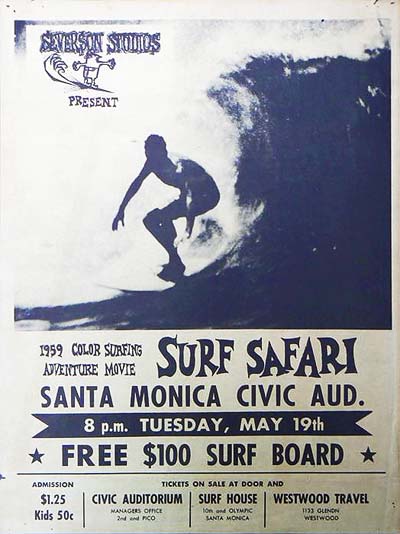 SEVERSON STUDIOS
PRESENT
1959 COLOR SURFING
ADVENTURE MOVIE
SURF SAFARI
SANTA MONICA CIVIC AUD.
8 p.m. TUESDAY, MAY 19th
★ FREE $100 SURF BOARD ★
ADMISSION
$1.25
Kids 50c
TICKETS ON SALE AT DOOR AND
CIVIC AUDITORIUM
MANAGERS OFFICE
2nd and PICO
SURF HOUSE
10th and OLYMPIC
SANTA MONICA
WESTWOOD TRAVEL
1133 GLENDN
WESTWOOD